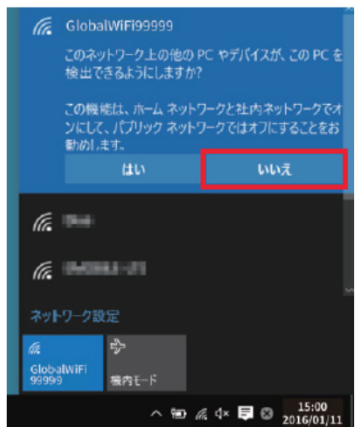 GlobalWiFi99999
このネットワーク上の他の PC やデバイスが、この PC を
検出できるようにしますか?
この機能は、ホーム ネットワークと社内ネットワークでオ
ンにして、パブリック ネットワークではオフにすることをお
勧めします。
はい
いいえ
ネットワーク設定
GlobalWiFi
99999
機内モード
15:00
2016/01/11